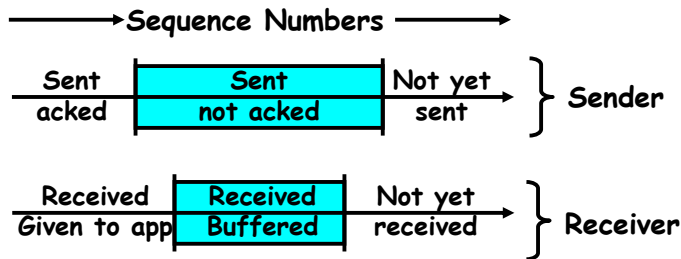 Sequence Numbers
Sent Sent Not yet
acked not acked sent
Sender
Received Received Not yet
Given to app Buffered received
Receiver